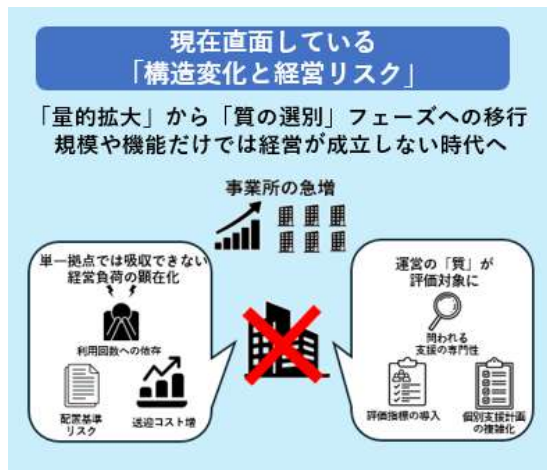 現在直面している
「構造変化と経営リスク」
「量的拡大」から「質の選別」フェーズへの移行
規模や機能だけでは経営が成立しない時代へ
事業所の急増
単一拠点では吸収できない
経営負荷の顕在化
利用回数への依存
配置基準
リスク
送迎コスト増
運営の「質」が
評価対象に
問われる
支援の専門性
評価指標の導入
個別支援計画
の複雑化